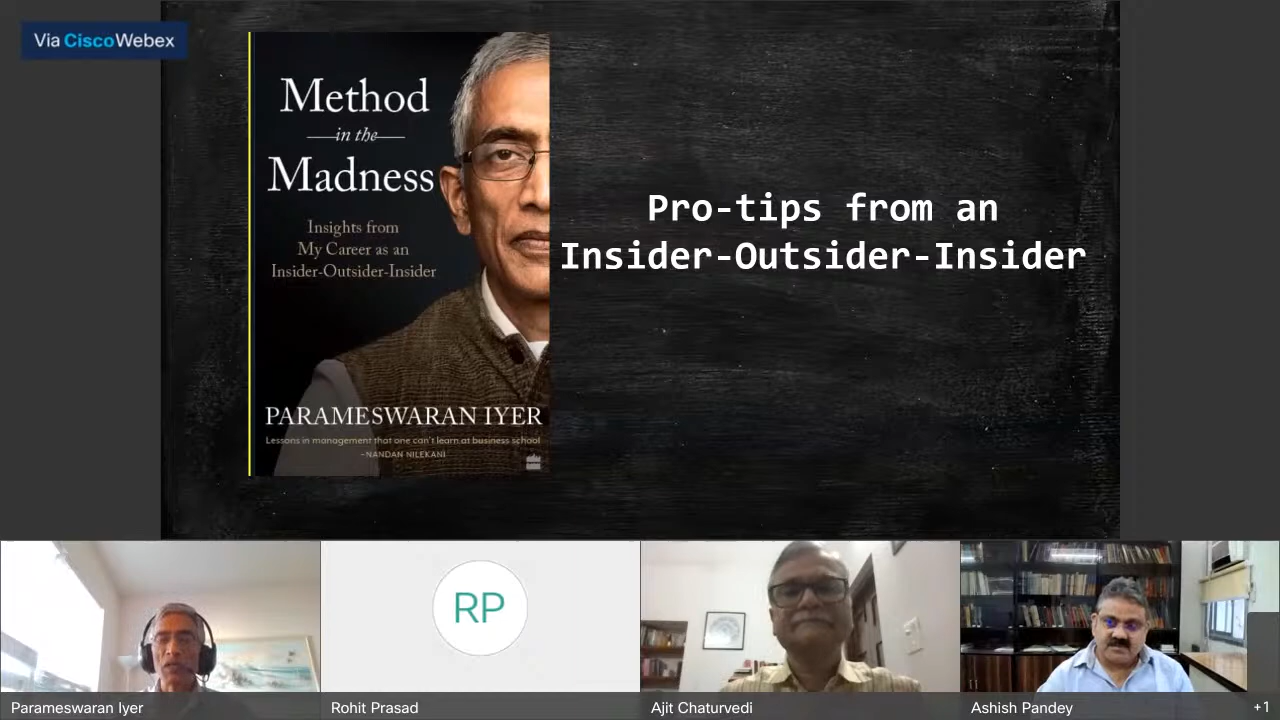 Via Cisco Webex
Method
in the
Madness
Insights from
My Career as an
Insider-Outsider-Insider
PARAMESWARAN IYER
Lessons in management that one can't learn at business school
-NANDAN NILEKANI
Pro-tips from an
Insider-Outsider-Insider
RP
Parameswaran Iyer
Rohit Prasad
Ajit Chaturvedi
Ashish Pandey
+1